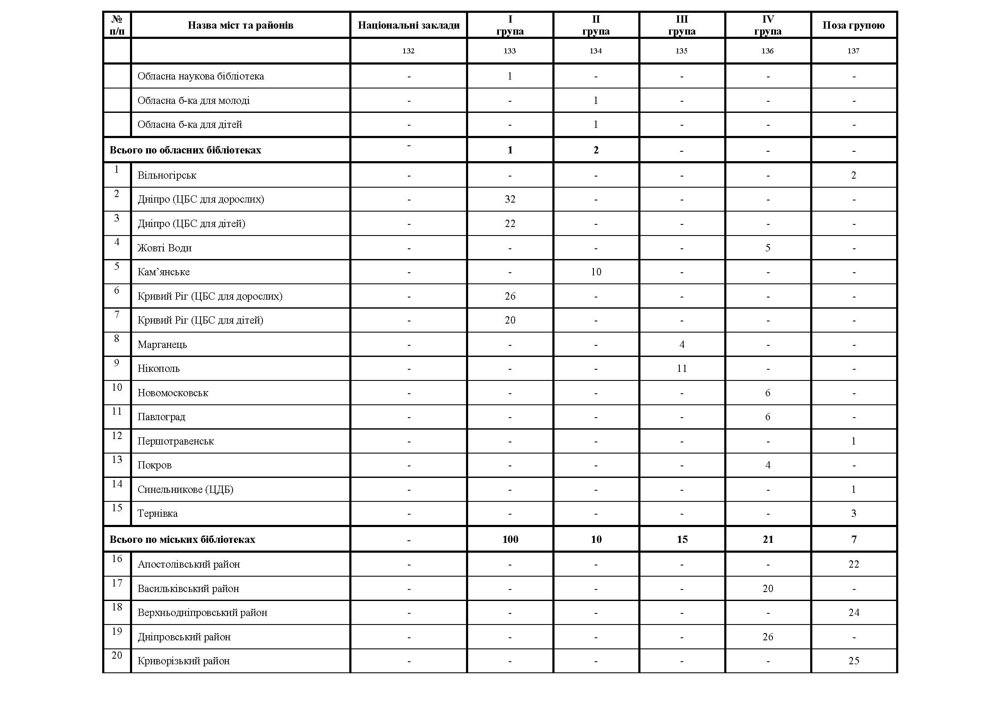 № п/п Назва міст та районів Національні заклади I група II група III група IV група Поза групою
132 133 134 135 136 137
Обласна наукова бібліотека - 1 - - - -
Обласна б-ка для молоді - - 1 - - -
Обласна б-ка для дітей - - 1 - - -
Всього по обласних бібліотеках - 1 2 - - -
1 Вільногірськ - - - - - 2
2 Дніпро (ЦБС для дорослих) - 32 - - - -
3 Дніпро (ЦБС для дітей) - 22 - - - -
4 Жовті Води - - - - 5 -
5 Кам’янське - - 10 - - -
6 Кривий Ріг (ЦБС для дорослих) - 26 - - - -
7 Кривий Ріг (ЦБС для дітей) - 20 - - - -
8 Марганець - - - 4 - -
9 Нікополь - - - 11 - -
10 Новомосковськ - - - - 6 -
11 Павлоград - - - - 6 -
12 Першотравенськ - - - - - 1
13 Покров - - - - 4 -
14 Синельникове (ЦДБ) - - - - - 1
15 Тернівка - - - - - 3
Всього по міських бібліотеках - 100 10 15 21 7
16 Апостолівський район - - - - - 22
17 Васильківський район - - - - 20 -
18 Верхньодніпровський район - - - - - 24
19 Дніпровський район - - - - 26 -
20 Криворізький район - - - - - 25